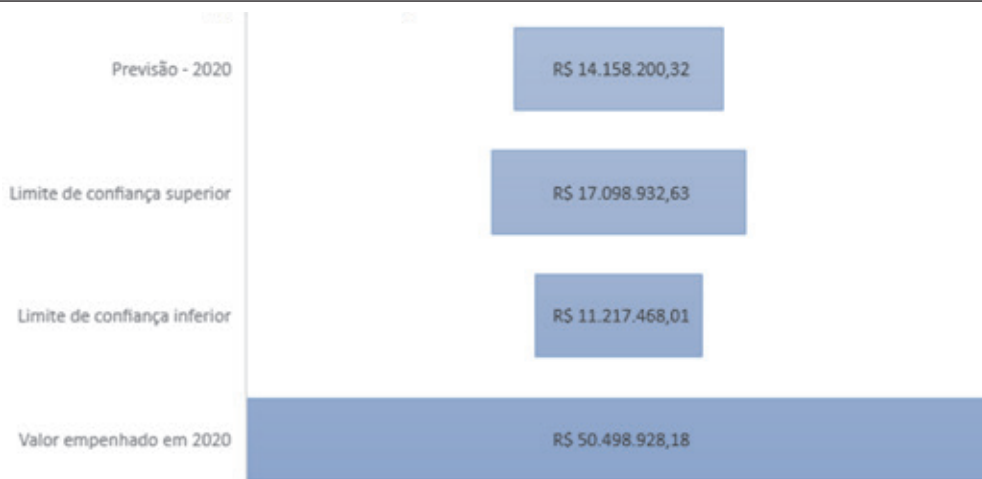 Previsão - 2020
R$ 14.158.200,32
Limite de confiança superior
R$ 17.098.932,63
Limite de confiança inferior
R$ 11.217.468,01
Valor empenhado em 2020
R$ 50.498.928,18